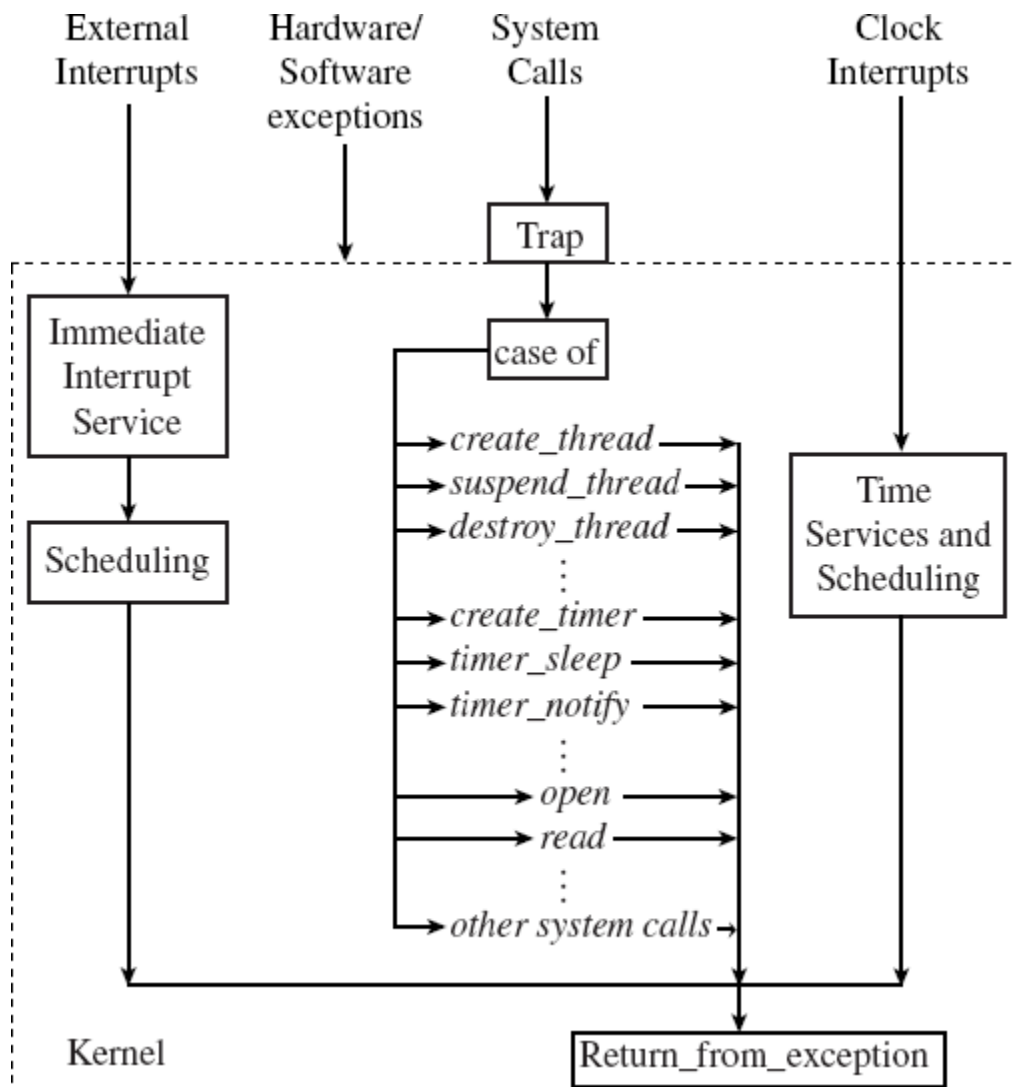 External
Interrupts
Hardware/
Software
exceptions
System
Calls
Clock
Interrupts
Trap
Immediate
Interrupt
Service
case of
create_thread
suspend_thread
destroy_thread
Time
Services and
Scheduling
Scheduling
create_timer
timer_sleep
timer_notify
open
read
other system calls
Kernel
Return_from_exception